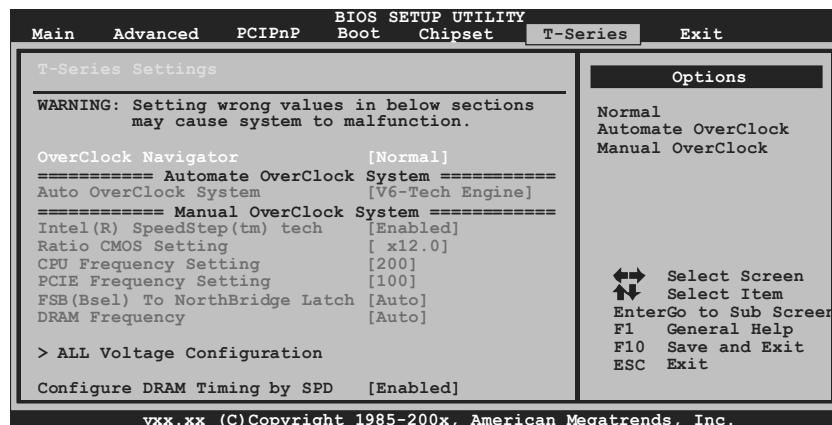 BIOS SETUP UTILITY
Main Advanced PCIPnP Boot Chipset T-Series Exit
T-Series Settings
WARNING: Setting wrong values in below sections
may cause system to malfunction.
OverClock Navigator [Normal]
=========== Automate OverClock System ===========
Auto OverClock System [V6-Tech Engine]
============ Manual OverClock System ============
Intel(R) SpeedStep(tm) tech [Enabled]
Ratio CMOS Setting [ x12.0]
CPU Frequency Setting [200]
PCIE Frequency Setting [100]
FSB(Bsel) To NorthBridge Latch [Auto]
DRAM Frequency [Auto]
> ALL Voltage Configuration
Configure DRAM Timing by SPD [Enabled]
Options
Normal
Automate OverClock
Manual OverClock
Select Screen
Select Item
EnterGo to Sub Screen
F1 General Help
F10 Save and Exit
ESC Exit
vxx.xx (C)Copyright 1985-200x, American Megatrends, Inc.